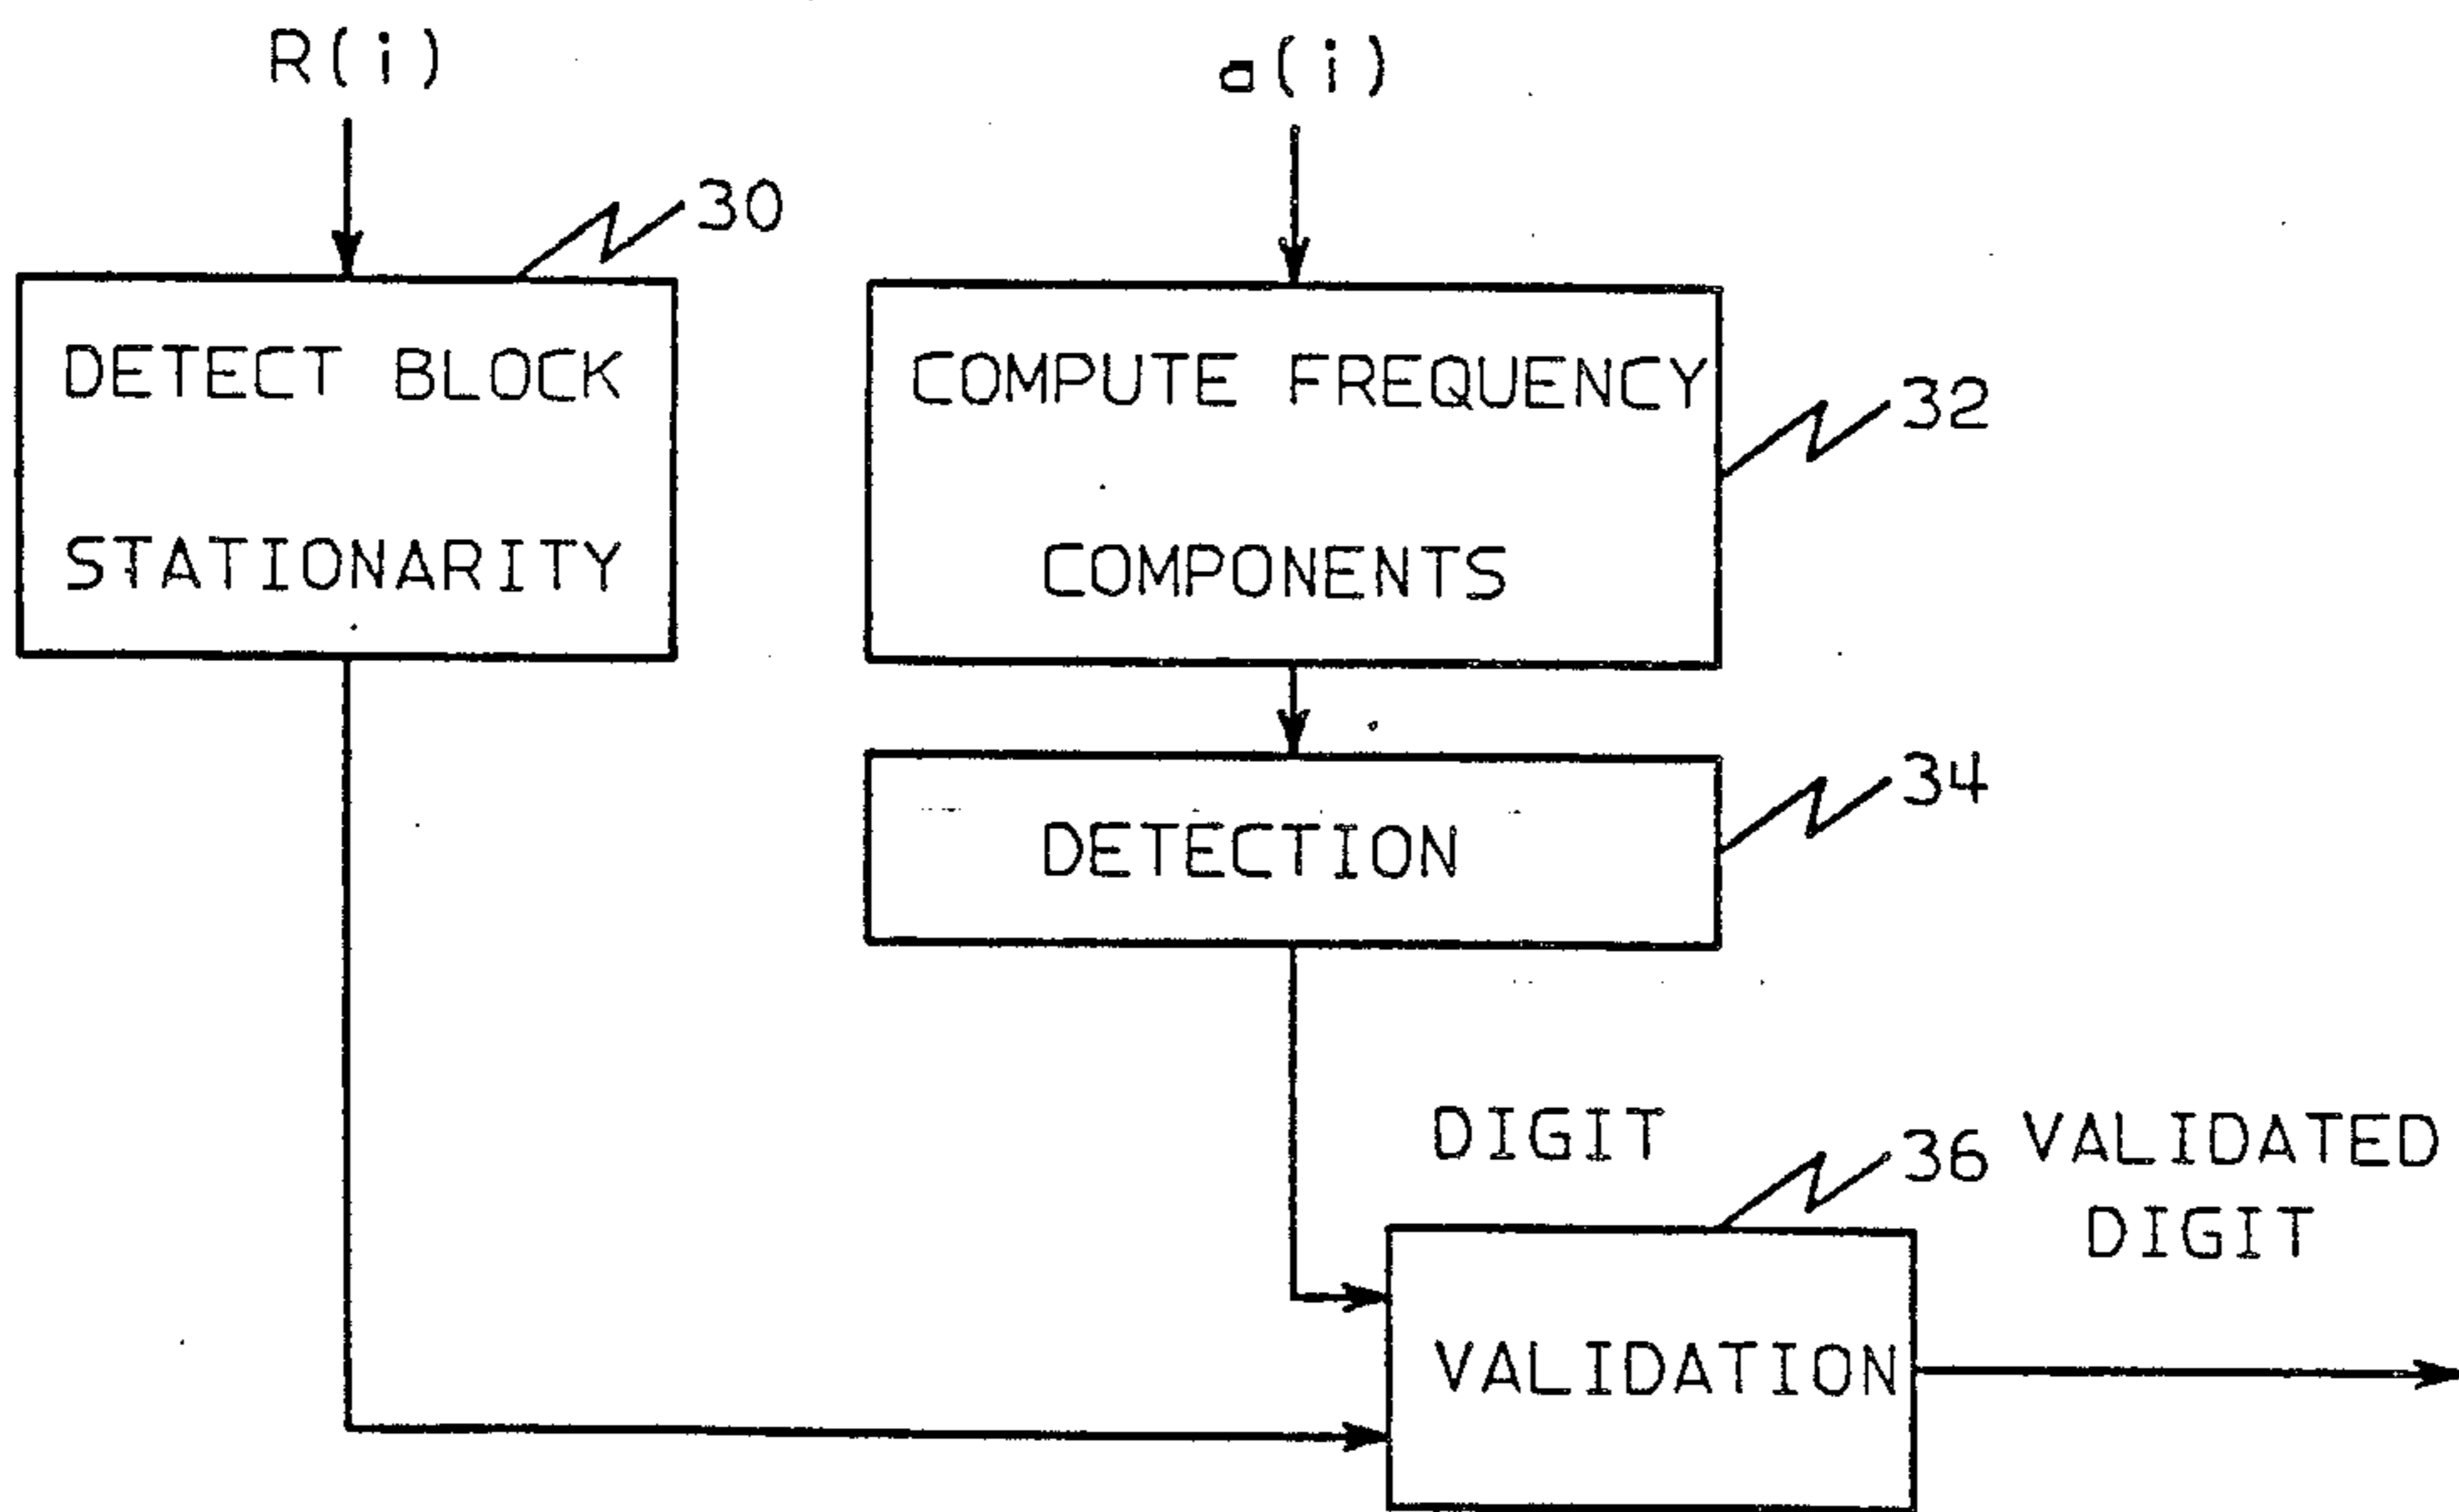 R(i)
a(i)
30
DETECT BLOCK
STATIONARITY
COMPUTE FREQUENCY
COMPONENTS
32
DETECTION
34
DIGIT
36
VALIDATED
DIGIT
VALIDATION